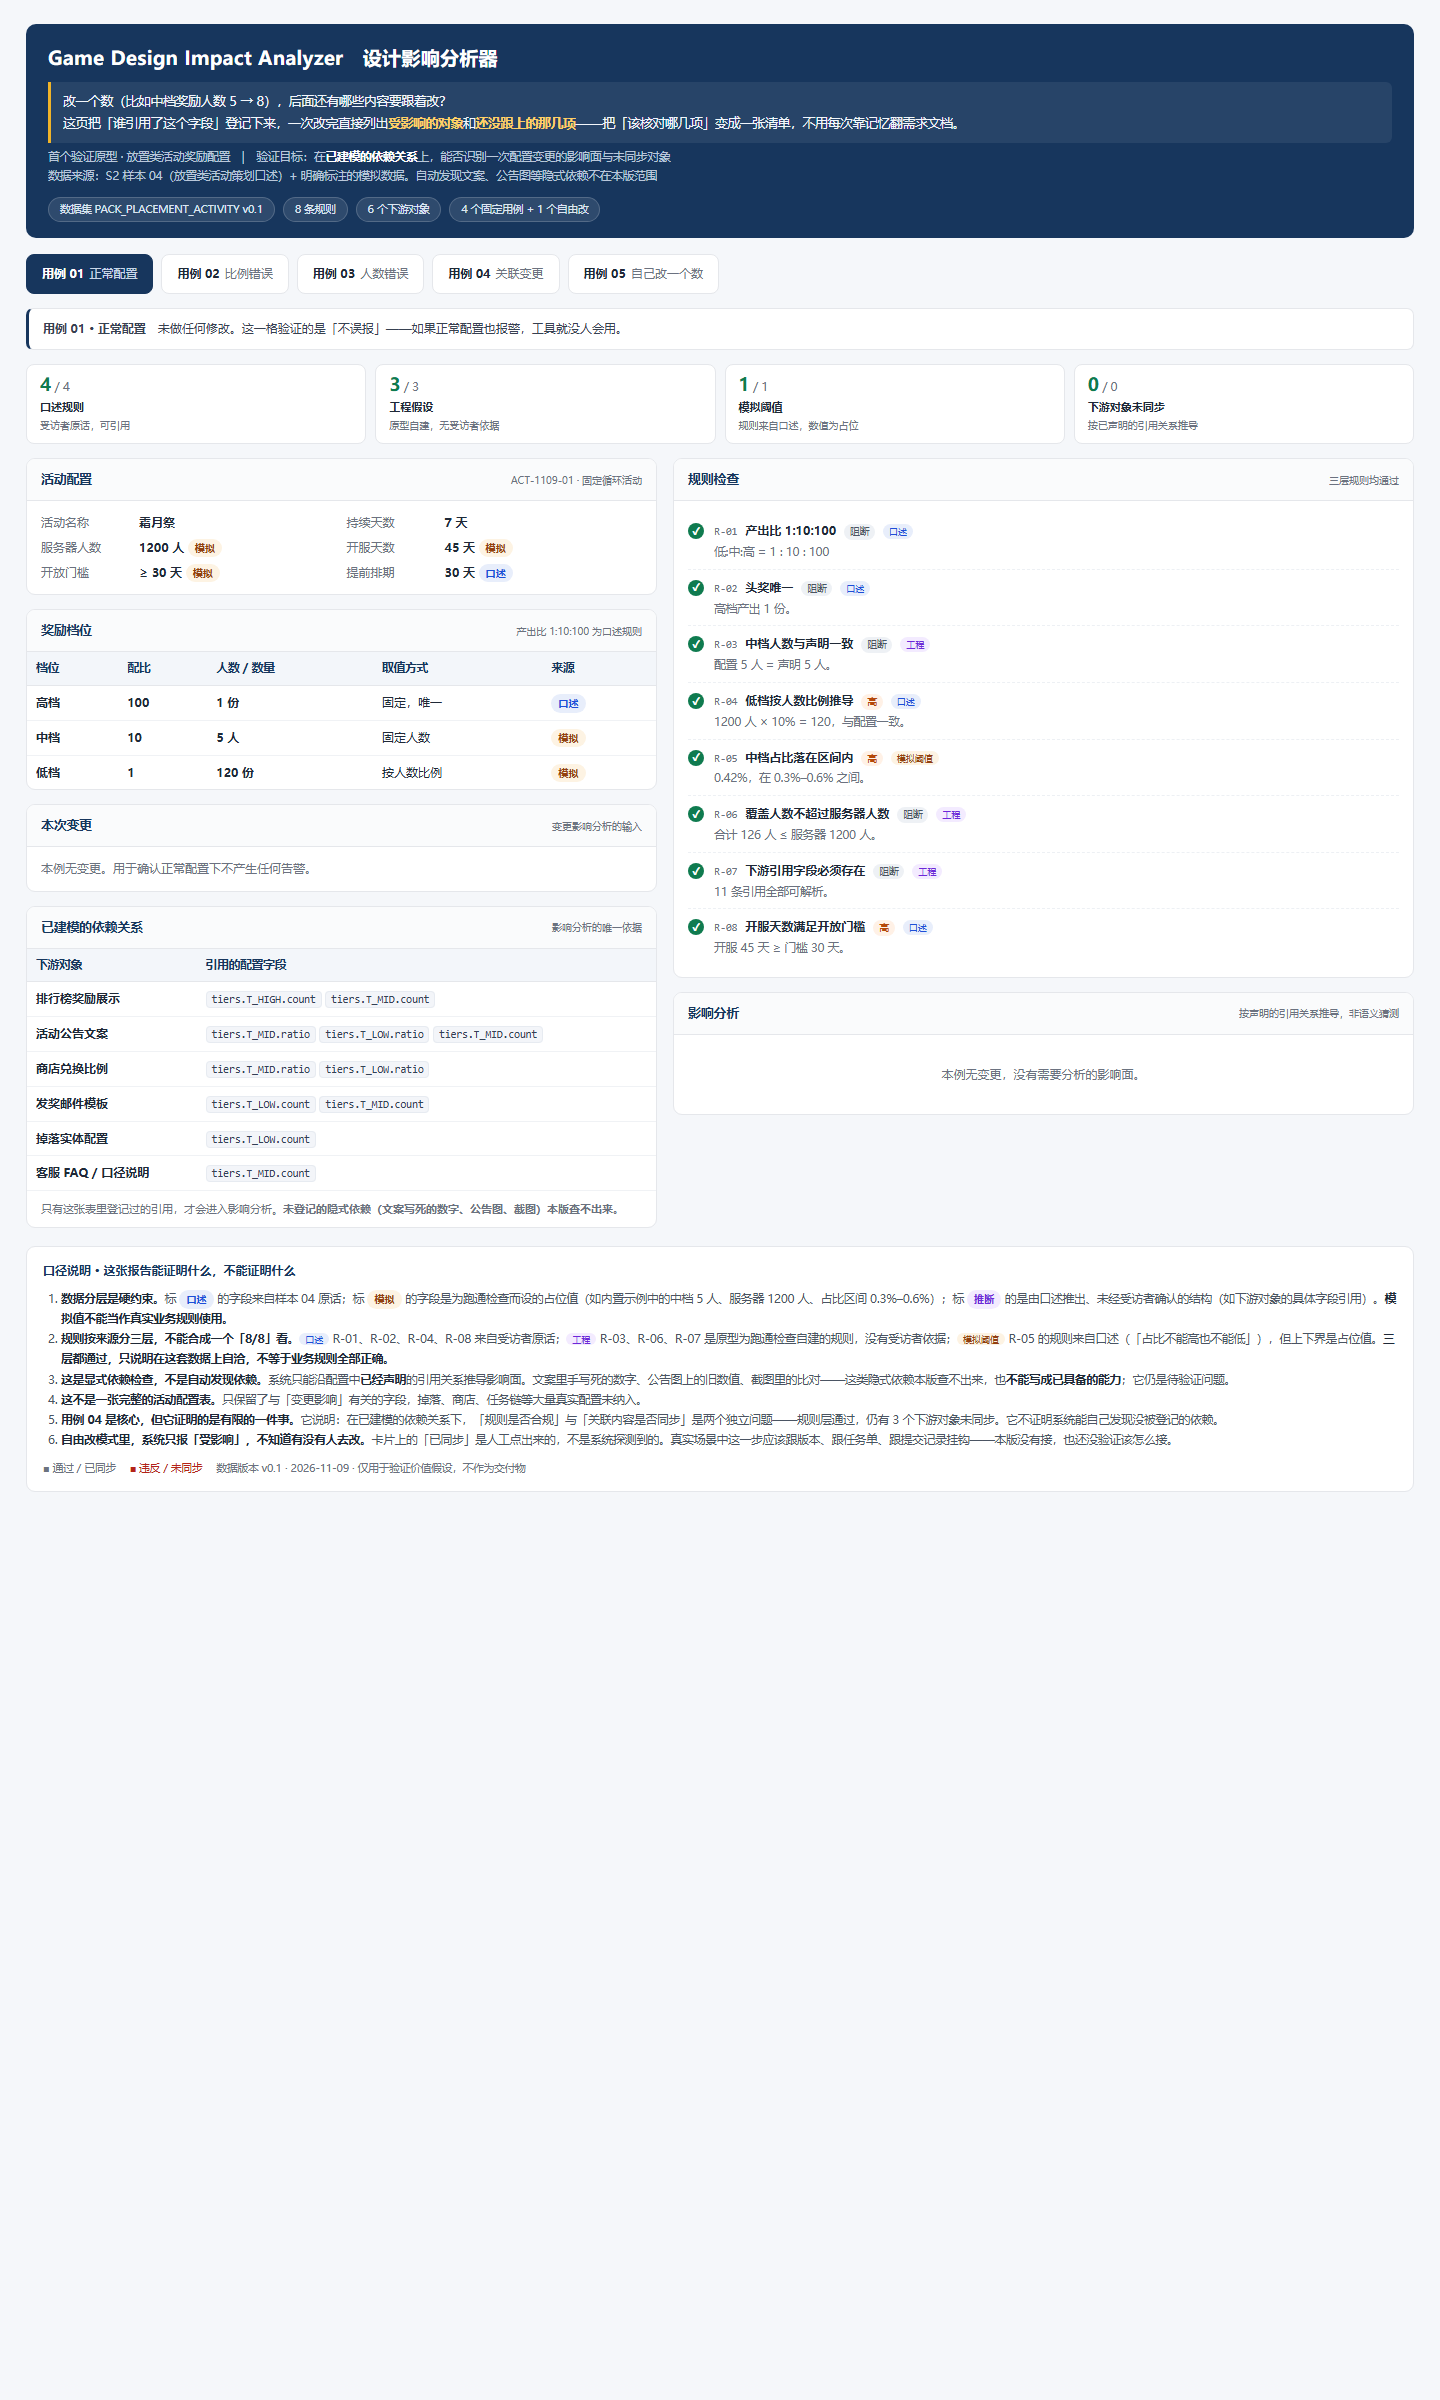 Game Design Impact Analyzer 设计影响分析器
改一个数（比如中档奖励人数 5 → 8），后面还有哪些内容要跟着改？
这页把「谁引用了这个字段」登记下来，一次改完直接列出受影响的对象和还没跟上的那几项——把「该核对哪几项」变成一张清单，不用每次靠记忆翻需求文档。
首个验证原型 · 放置类活动奖励配置 | 验证目标：在已建模的依赖关系上，能否识别一次配置变更的影响面与未同步对象
数据来源：S2 样本 04（放置类活动策划口述）+ 明确标注的模拟数据。自动发现文案、公告图等隐式依赖不在本版范围
数据集 PACK_PLACEMENT_ACTIVITY v0.1 8 条规则 6 个下游对象 4 个固定用例 + 1 个自由改
用例 01 正常配置 用例 02 比例错误 用例 03 人数错误 用例 04 关联变更 用例 05 自己改一个数
用例 01 · 正常配置 未做任何修改。这一格验证的是「不误报」——如果正常配置也报警，工具就没人会用。
4 / 4
口述规则
受访者原话，可引用
3 / 3
工程假设
原型自建，无受访者依据
1 / 1
模拟阈值
规则来自口述，数值为占位
0 / 0
下游对象未同步
按已声明的引用关系推导
活动配置 ACT-1109-01 · 固定循环活动
活动名称 霜月祭 持续天数 7 天
服务器人数 1200 人 模拟 开服天数 45 天 模拟
开放门槛 ≥ 30 天 模拟 提前排期 30 天 口述
奖励档位 产出比 1:10:100 为口述规则
档位 配比 人数 / 数量 取值方式 来源
高档 100 1 份 固定，唯一 口述
中档 10 5 人 固定人数 模拟
低档 1 120 份 按人数比例 模拟
本次变更 变更影响分析的输入
本例无变更。用于确认正常配置下不产生任何告警。
已建模的依赖关系 影响分析的唯一依据
下游对象 引用的配置字段
排行榜奖励展示 tiers.T_HIGH.count tiers.T_MID.count
活动公告文案 tiers.T_MID.ratio tiers.T_LOW.ratio tiers.T_MID.count
商店兑换比例 tiers.T_MID.ratio tiers.T_LOW.ratio
发奖邮件模板 tiers.T_LOW.count tiers.T_MID.count
掉落实体配置 tiers.T_LOW.count
客服 FAQ / 口径说明 tiers.T_MID.count
只有这张表里登记过的引用，才会进入影响分析。未登记的隐式依赖（文案写死的数字、公告图、截图）本版查不出来。
规则检查 三层规则均通过
R-01 产出比 1:10:100 阻断 口述
低:中:高 = 1 : 10 : 100
R-02 头奖唯一 阻断 口述
高档产出 1 份。
R-03 中档人数与声明一致 阻断 工程
配置 5 人 = 声明 5 人。
R-04 低档按人数比例推导 高 口述
1200 人 × 10% = 120，与配置一致。
R-05 中档占比落在区间内 高 模拟阈值
0.42%，在 0.3%–0.6% 之间。
R-06 覆盖人数不超过服务器人数 阻断 工程
合计 126 人 ≤ 服务器 1200 人。
R-07 下游引用字段必须存在 阻断 工程
11 条引用全部可解析。
R-08 开服天数满足开放门槛 高 口述
开服 45 天 ≥ 门槛 30 天。
影响分析 按声明的引用关系推导，非语义猜测
本例无变更，没有需要分析的影响面。
口径说明 · 这张报告能证明什么，不能证明什么
1. 数据分层是硬约束。标 口述 的字段来自样本 04 原话；标 模拟 的字段是为跑通检查而设的占位值（如内置示例中的中档 5 人、服务器 1200 人、占比区间 0.3%–0.6%）；标 推断 的是由口述推出、未经受访者确认的结构（如下游对象的具体字段引用）。模
拟值不能当作真实业务规则使用。
2. 规则按来源分三层，不能合成一个「8/8」看。 口述 R-01、R-02、R-04、R-08 来自受访者原话； 工程 R-03、R-06、R-07 是原型为跑通检查自建的规则，没有受访者依据； 模拟阈值 R-05 的规则来自口述（「占比不能高也不能低」），但上下界是占位值。三
层都通过，只说明在这套数据上自洽，不等于业务规则全部正确。
3. 这是显式依赖检查，不是自动发现依赖。系统只能沿配置中已经声明的引用关系推导影响面。文案里手写死的数字、公告图上的旧数值、截图里的比对——这类隐式依赖本版查不出来，也不能写成已具备的能力；它仍是待验证问题。
4. 这不是一张完整的活动配置表。只保留了与「变更影响」有关的字段，掉落、商店、任务链等大量真实配置未纳入。
5. 用例 04 是核心，但它证明的是有限的一件事。它说明：在已建模的依赖关系下，「规则是否合规」与「关联内容是否同步」是两个独立问题——规则层通过，仍有 3 个下游对象未同步。它不证明系统能自己发现没被登记的依赖。
6. 自由改模式里，系统只报「受影响」，不知道有没有人去改。卡片上的「已同步」是人工点出来的，不是系统探测到的。真实场景中这一步应该跟版本、跟任务单、跟提交记录挂钩——本版没有接，也还没验证该怎么接。
■ 通过 / 已同步 ■ 违反 / 未同步 数据版本 v0.1 · 2026-11-09 · 仅用于验证价值假设，不作为交付物